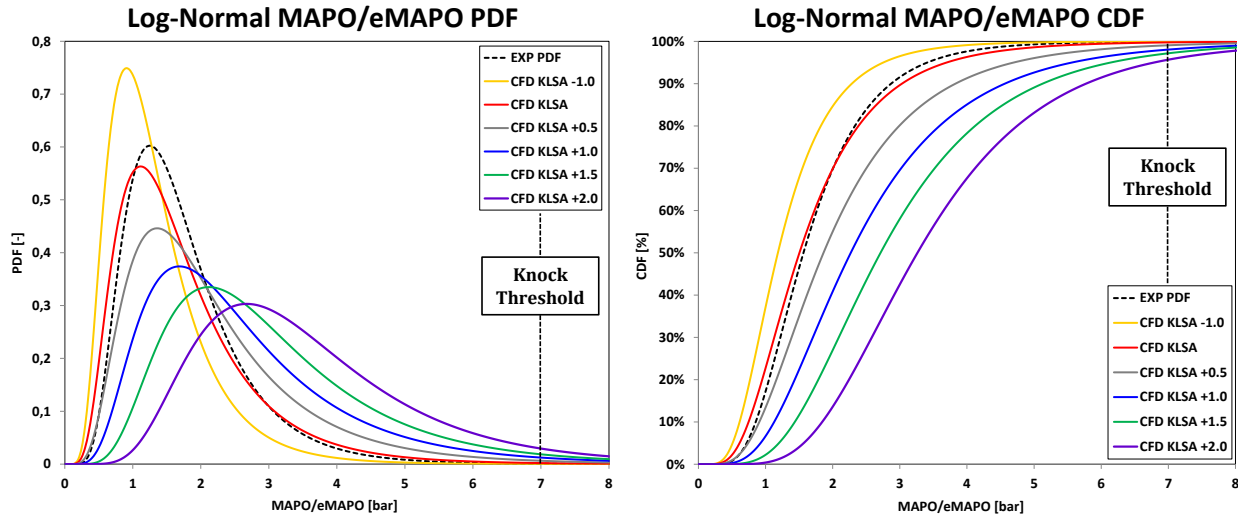 Log-Normal MAPO/eMAPO PDF
0,8
0,7
0,6
0,5
0,4
0,3
0,2
0,1
0
PDF [-]
0 1 2 3 4 5 6 7 8
MAPO/eMAPO [bar]
EXP PDF
CFD KLSA -1.0
CFD KLSA
CFD KLSA +0.5
CFD KLSA +1.0
CFD KLSA +1.5
CFD KLSA +2.0
Knock
Threshold
Log-Normal MAPO/eMAPO CDF
100%
90%
80%
70%
60%
50%
40%
30%
20%
10%
0%
CDF [%]
0 1 2 3 4 5 6 7 8
MAPO/eMAPO [bar]
Knock
Threshold
EXP PDF
CFD KLSA -1.0
CFD KLSA
CFD KLSA +0.5
CFD KLSA +1.0
CFD KLSA +1.5
CFD KLSA +2.0